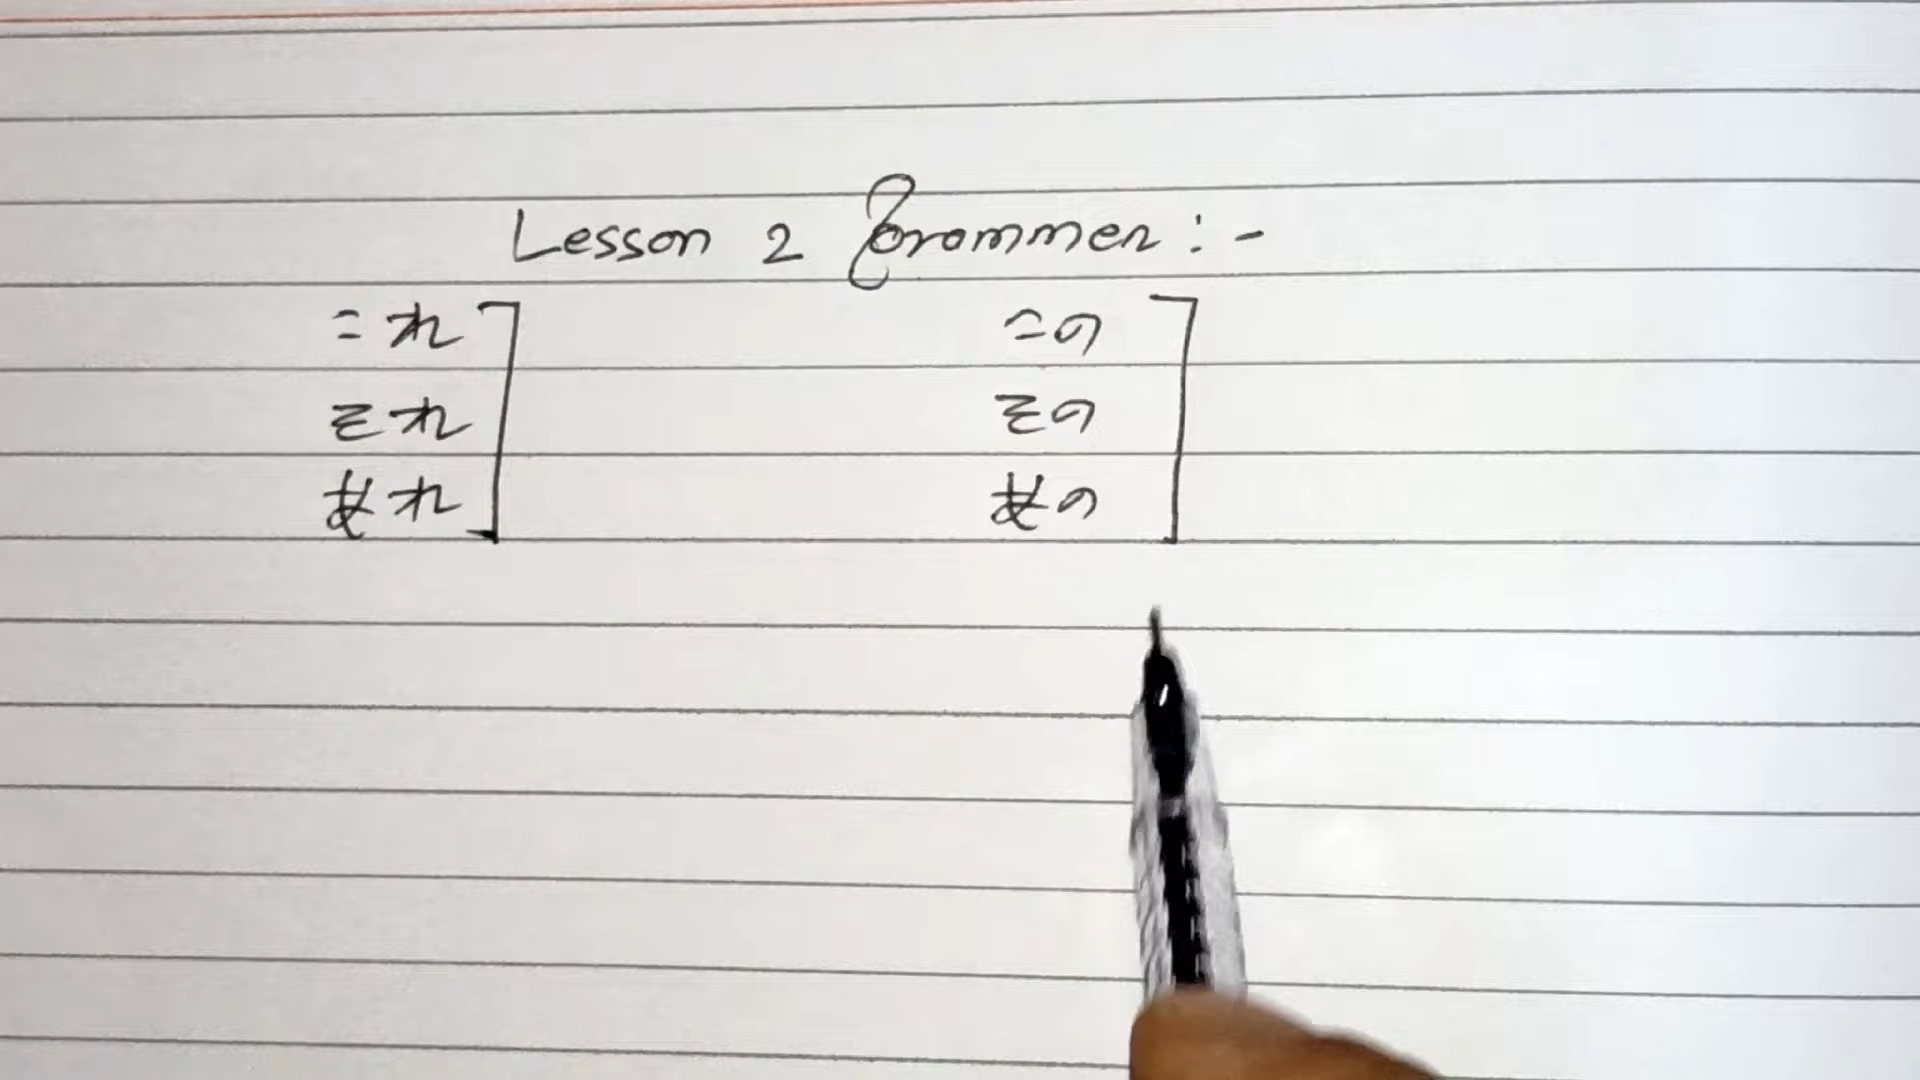 Lesson 2 Grammer :-
これ ] この ]
それ その
あれ あの